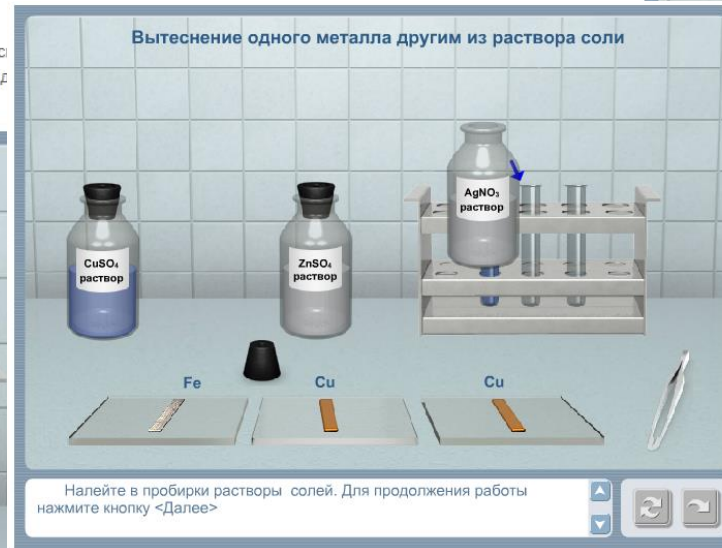 Вытеснение одного металла другим из раствора соли
AgNO₃
раствор
CuSO₄
раствор
ZnSO₄
раствор
Fe
Cu
Cu
Налейте в пробирки растворы солей. Для продолжения работы
нажмите кнопку <Далее>